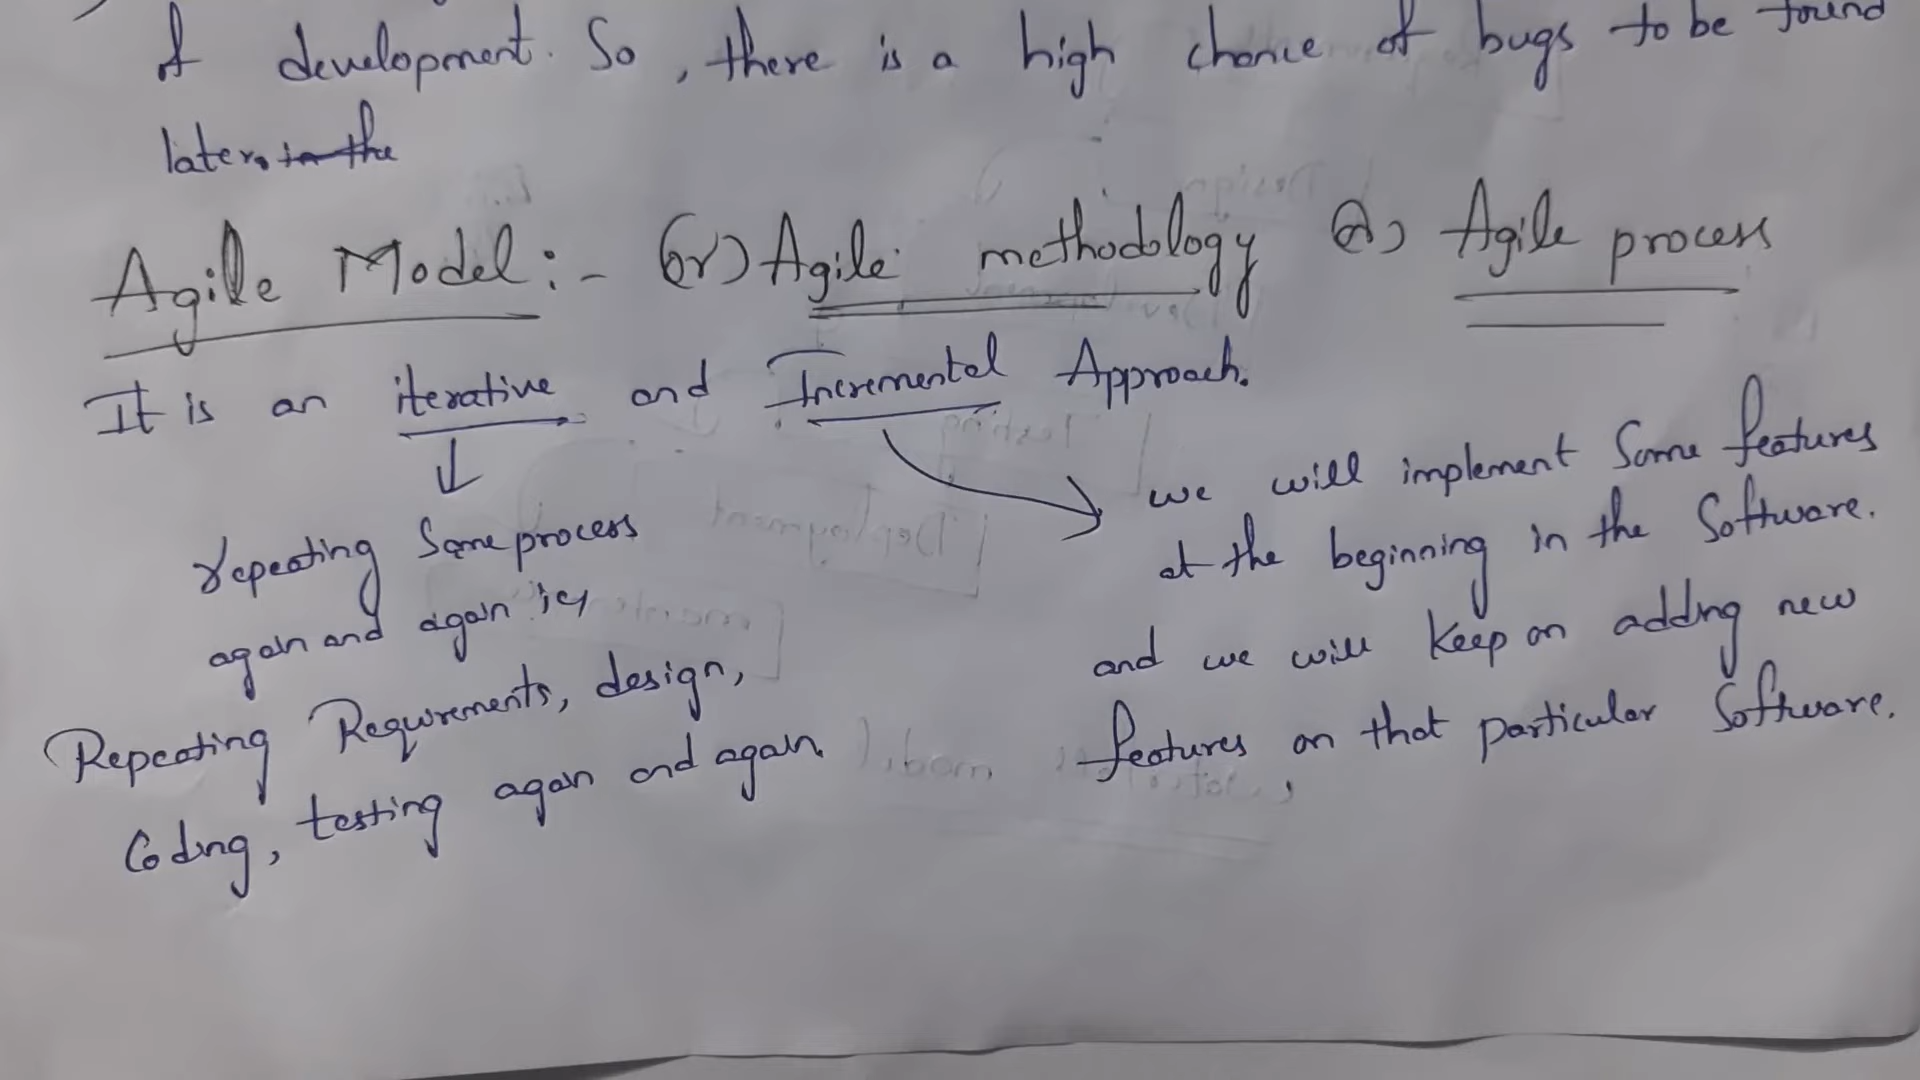 of development. So, there is a high chance of bugs to be found
later. in the
Agile Model:- (or) Agile methodology (or) Agile process
It is an iterative and Incremental Approach.
repeating Same process
again and again ie,
Repeating Requirements, design,
Coding, testing again and again.
we will implement Some features
at the beginning in the Software.
and we will keep on adding new
features on that particular Software.